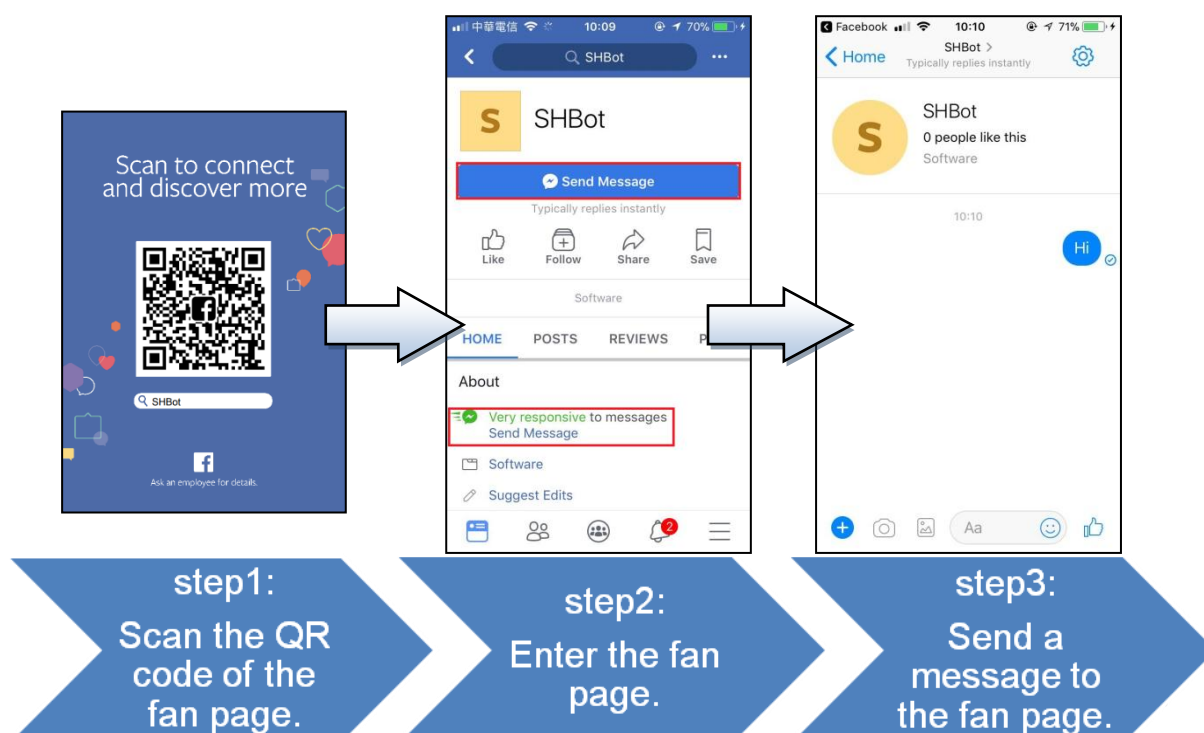 Scan to connect
and discover more
SHBot
Ask an employee for details.
中華電信 10:09 70%
SHBot
S
SHBot
Send Message
Typically replies instantly
Like Follow Share Save
Software
HOME POSTS REVIEWS P
About
Very responsive to messages
Send Message
Software
Suggest Edits
2
Facebook 10:10 71%
Home SHBot >
Typically replies instantly
S
SHBot
0 people like this
Software
10:10
Hi
Aa
step1:
Scan the QR
code of the
fan page.
step2:
Enter the fan
page.
step3:
Send a
message to
the fan page.